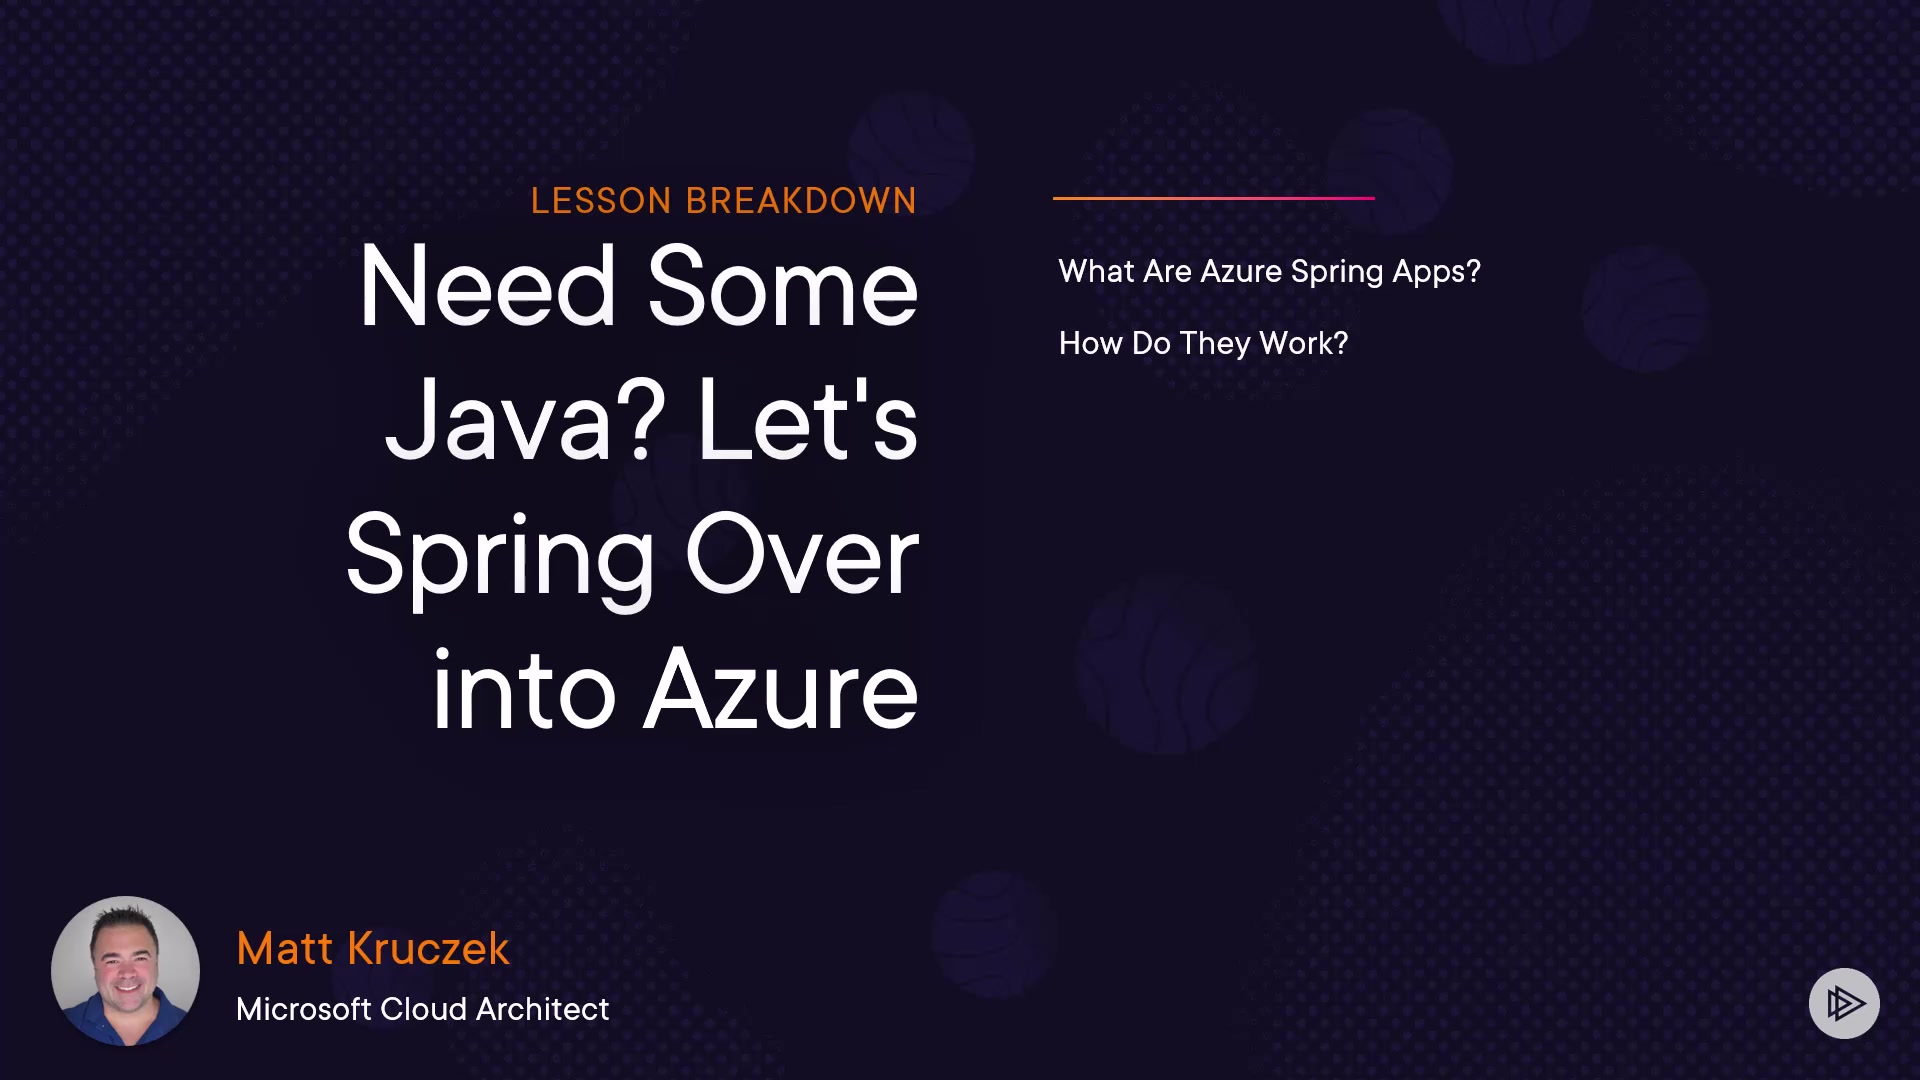 LESSON BREAKDOWN
Need Some
Java? Let's
Spring Over
into Azure
What Are Azure Spring Apps?
How Do They Work?
Matt Kruczek
Microsoft Cloud Architect